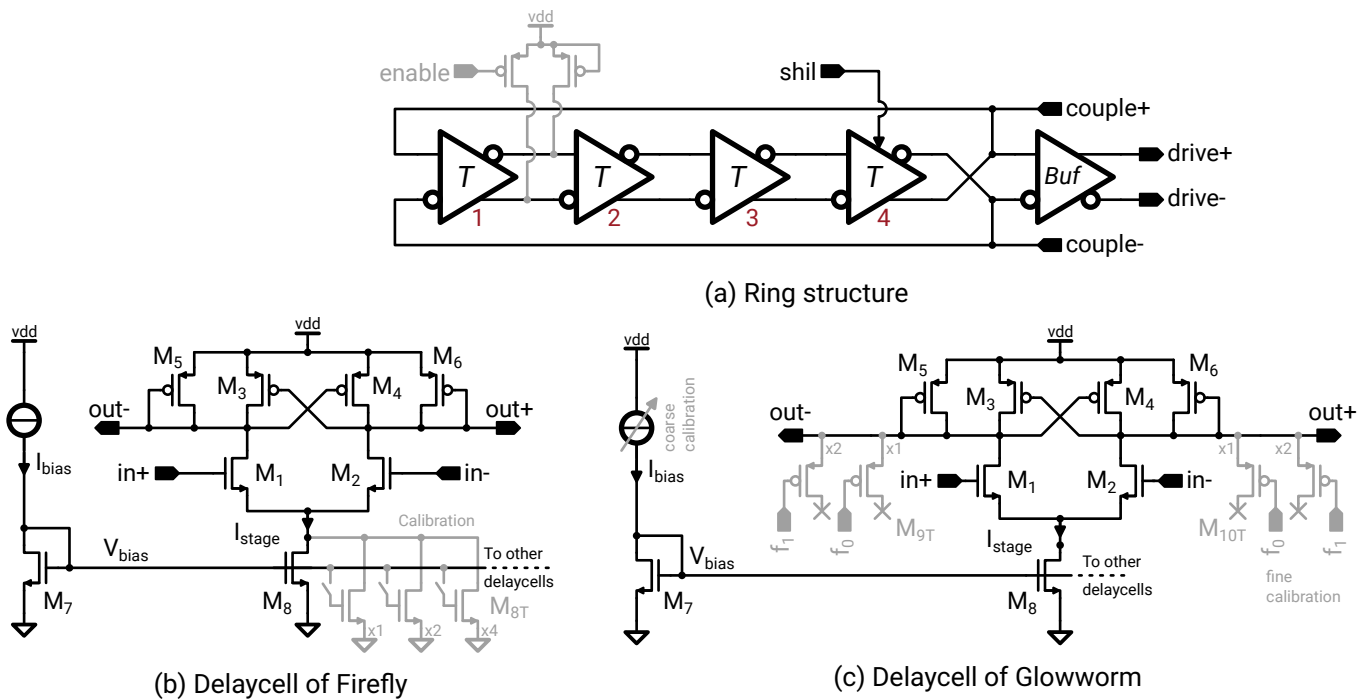 vdd
enable
shil
couple+
T
T
T
T
Buf
drive+
drive-
1
2
3
4
couple-
(a) Ring structure
vdd
vdd
M5
M3
M4
M6
out-
out+
Ibias
in+
M1
M2
in-
Istage
Calibration
Vbias
To other
delaycells
M7
M8
M8T
x1
x2
x4
(b) Delaycell of Firefly
vdd
vdd
coarse
calibration
M5
M3
M4
M6
out-
out+
x2
x1
x1
x2
Ibias
in+
M1
M2
in-
M9T
M10T
f1
f0
f0
f1
Istage
Vbias
To other
delaycells
fine
calibration
M7
M8
(c) Delaycell of Glowworm